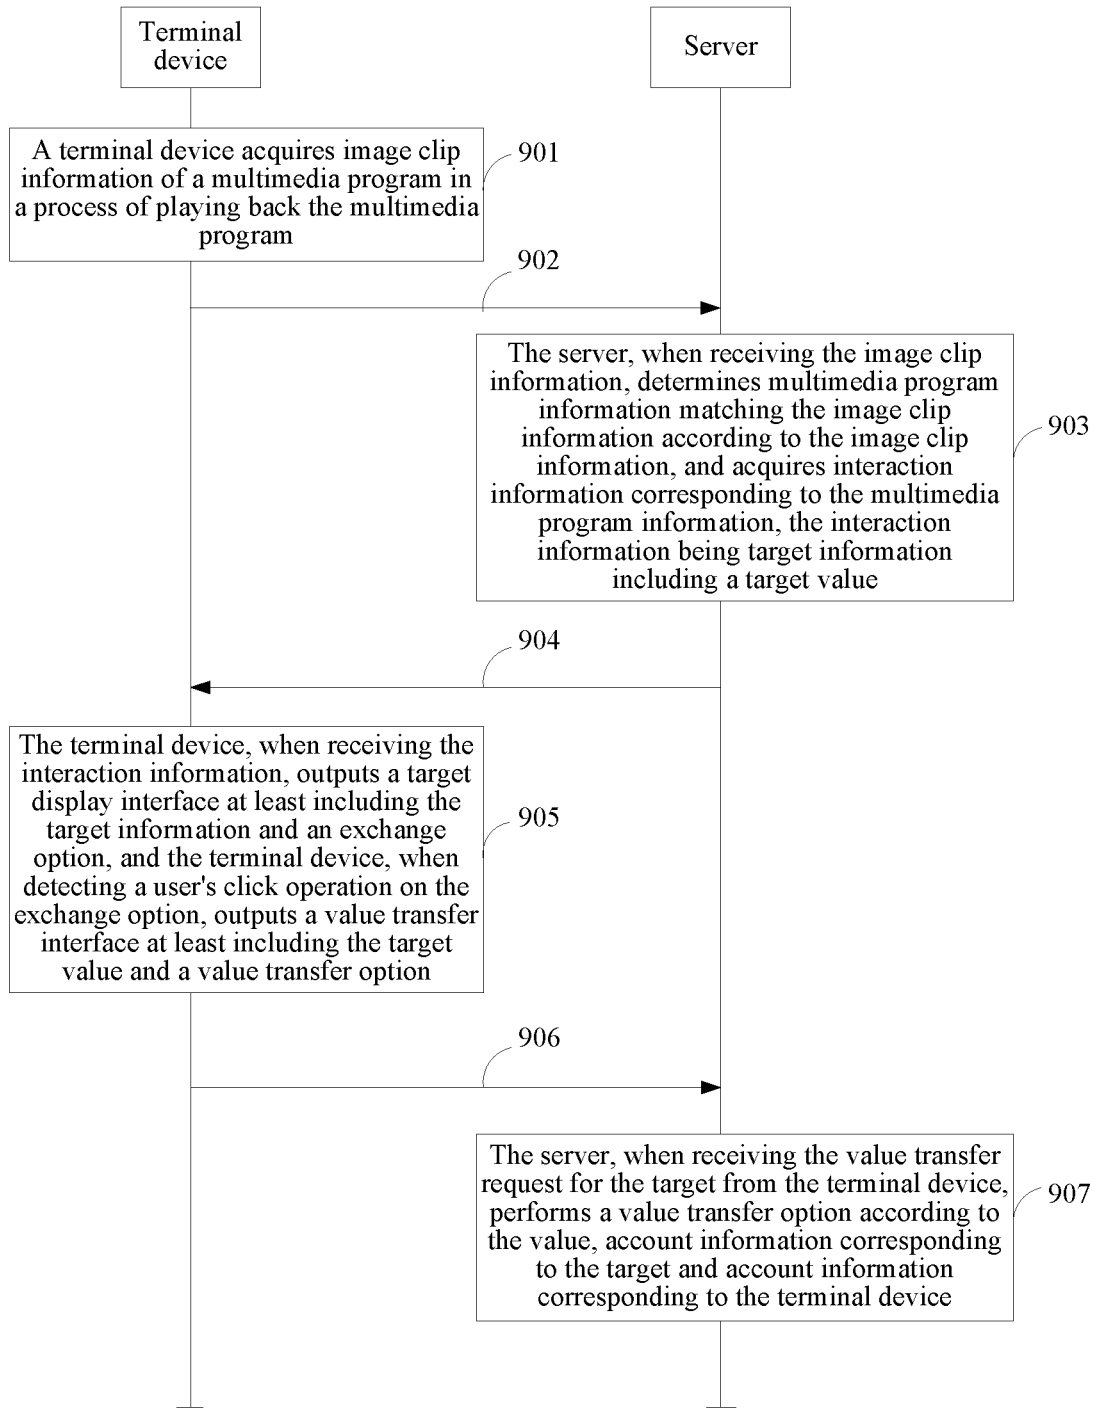 Terminal
device
Server
A terminal device acquires image clip
information of a multimedia program in
a process of playing back the multimedia
program
901
902
The server, when receiving the image clip
information, determines multimedia program
information matching the image clip
information according to the image clip
information, and acquires interaction
information corresponding to the multimedia
program information, the interaction
information being target information
including a target value
903
904
The terminal device, when receiving the
interaction information, outputs a target
display interface at least including the
target information and an exchange
option, and the terminal device, when
detecting a user's click operation on the
exchange option, outputs a value transfer
interface at least including the target
value and a value transfer option
905
906
The server, when receiving the value transfer
request for the target from the terminal device,
performs a value transfer option according to
the value, account information corresponding
to the target and account information
corresponding to the terminal device
907